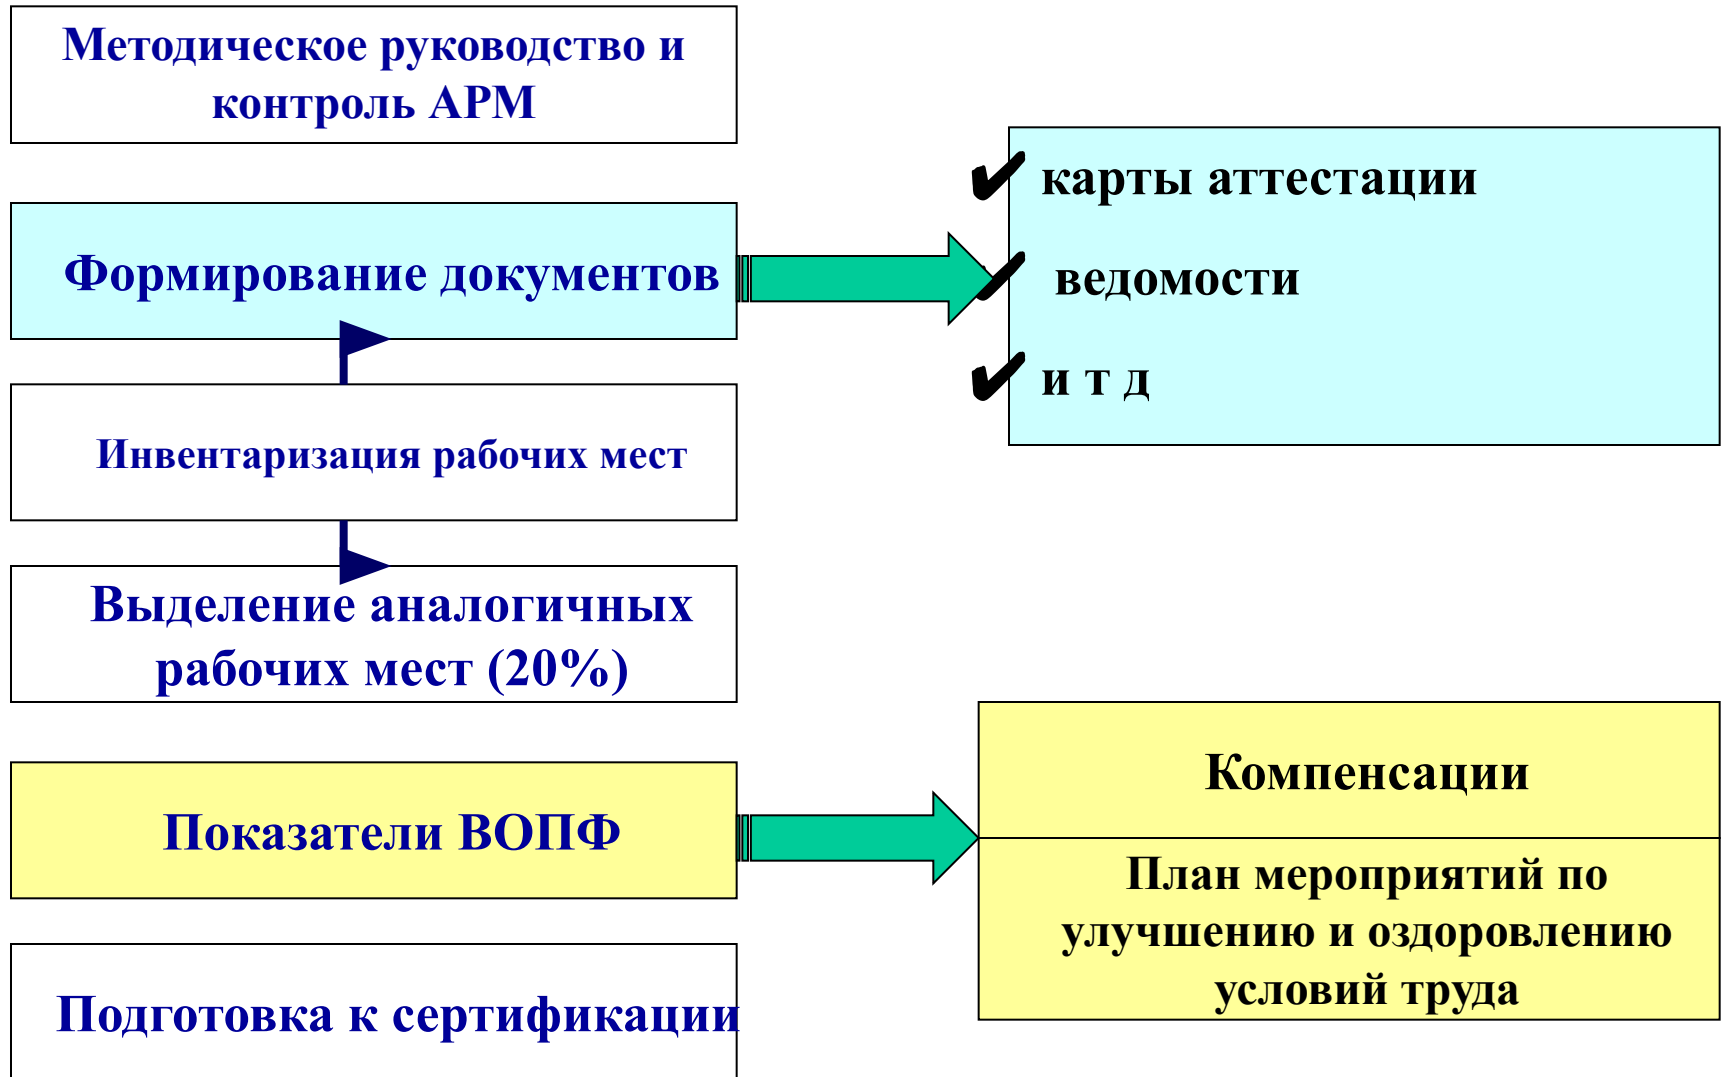 Методическое руководство и
контроль АРМ
Формирование документов
✔ карты аттестации
✔ ведомости
✔ и т д
Инвентаризация рабочих мест
Выделение аналогичных
рабочих мест (20%)
Показатели ВОПФ
Компенсации
План мероприятий по
улучшению и оздоровлению
условий труда
Подготовка к сертификации